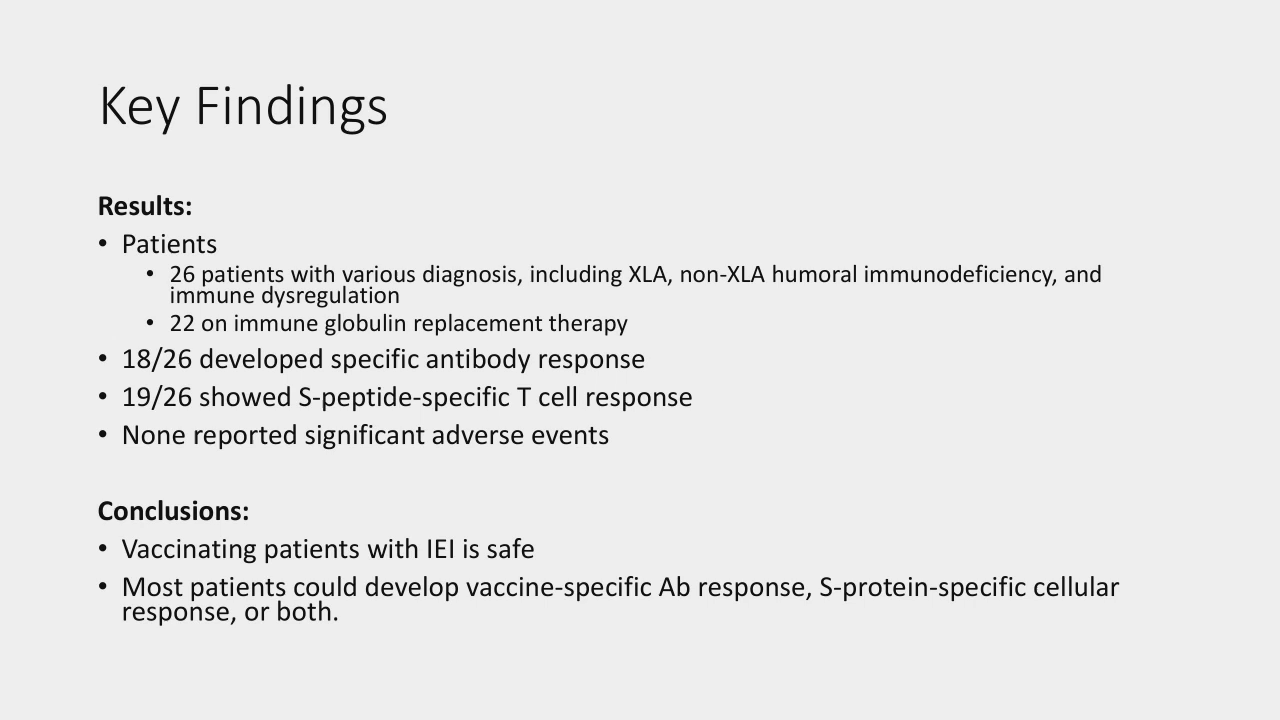 Key Findings
Results:
• Patients
• 26 patients with various diagnosis, including XLA, non-XLA humoral immunodeficiency, and
immune dysregulation
• 22 on immune globulin replacement therapy
• 18/26 developed specific antibody response
• 19/26 showed S-peptide-specific T cell response
• None reported significant adverse events
Conclusions:
• Vaccinating patients with IEI is safe
• Most patients could develop vaccine-specific Ab response, S-protein-specific cellular
response, or both.